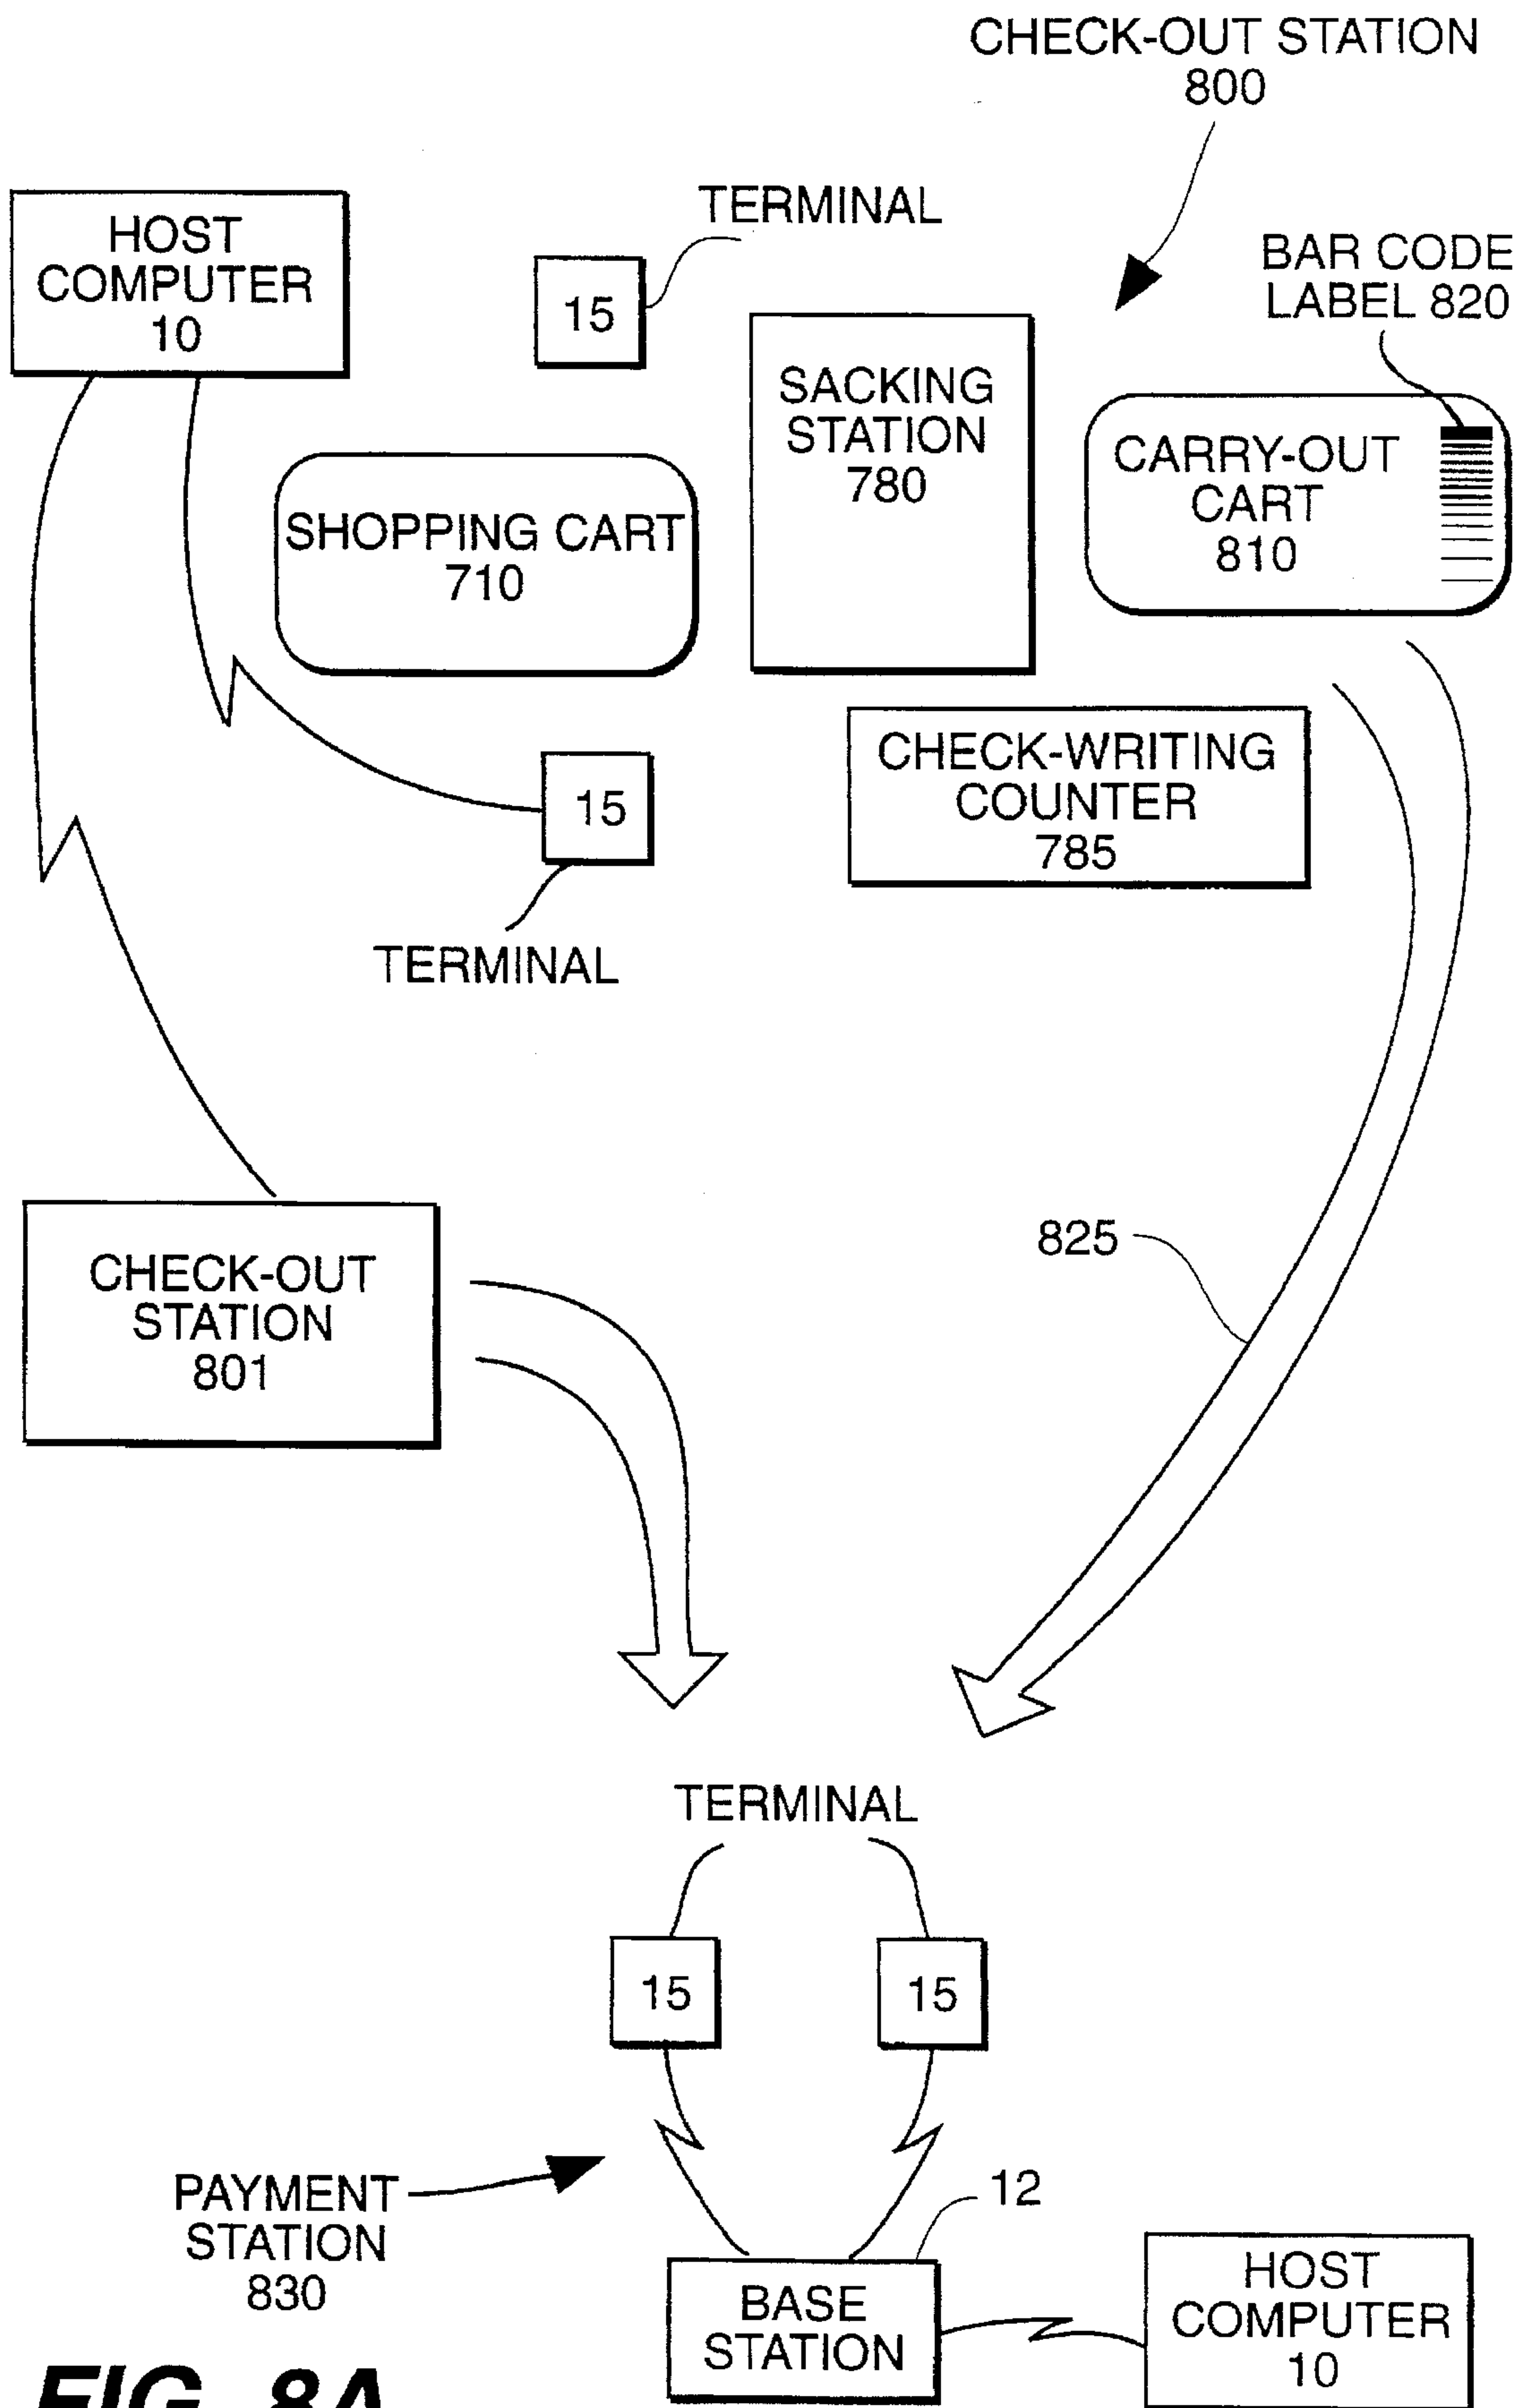 CHECK-OUT STATION
800
HOST
COMPUTER
10
TERMINAL
15
BAR CODE
LABEL 820
SACKING
STATION
780
CARRY-OUT
CART
810
SHOPPING CART
710
CHECK-WRITING
COUNTER
785
15
TERMINAL
825
CHECK-OUT
STATION
801
TERMINAL
15
15
PAYMENT
STATION
830
12
BASE
STATION
HOST
COMPUTER
10
FIG. 8A